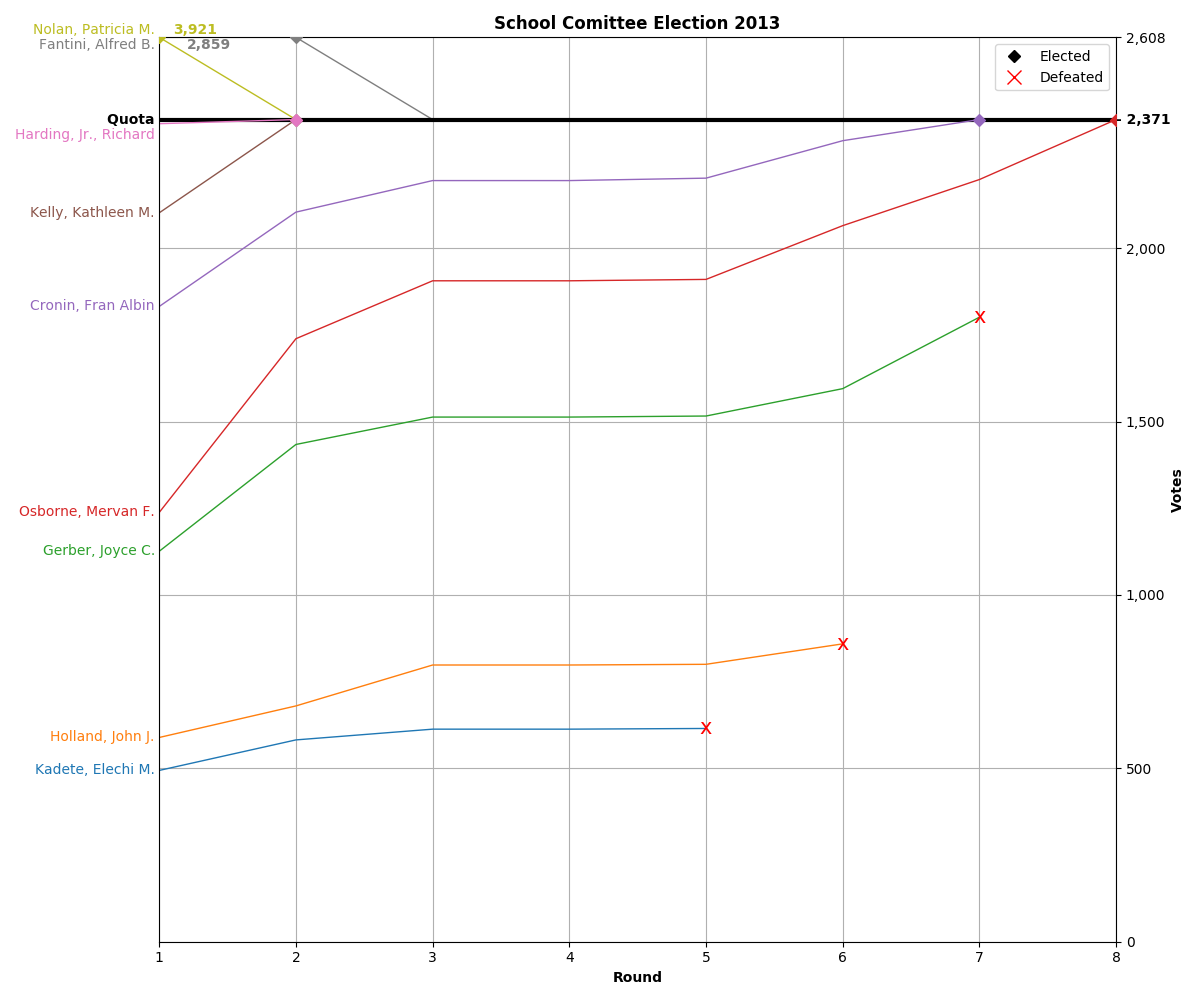 School Comittee Election 2013
Nolan, Patricia M. 3,921
Fantini, Alfred B. 2,859
2,608
Elected
Defeated
Quota
2,371
Harding, Jr., Richard
Kelly, Kathleen M.
2,000
Cronin, Fran Albin
1,500
Votes
Osborne, Mervan F.
Gerber, Joyce C.
1,000
Holland, John J.
Kadete, Elechi M.
500
0
1 2 3 4 5 6 7 8
Round